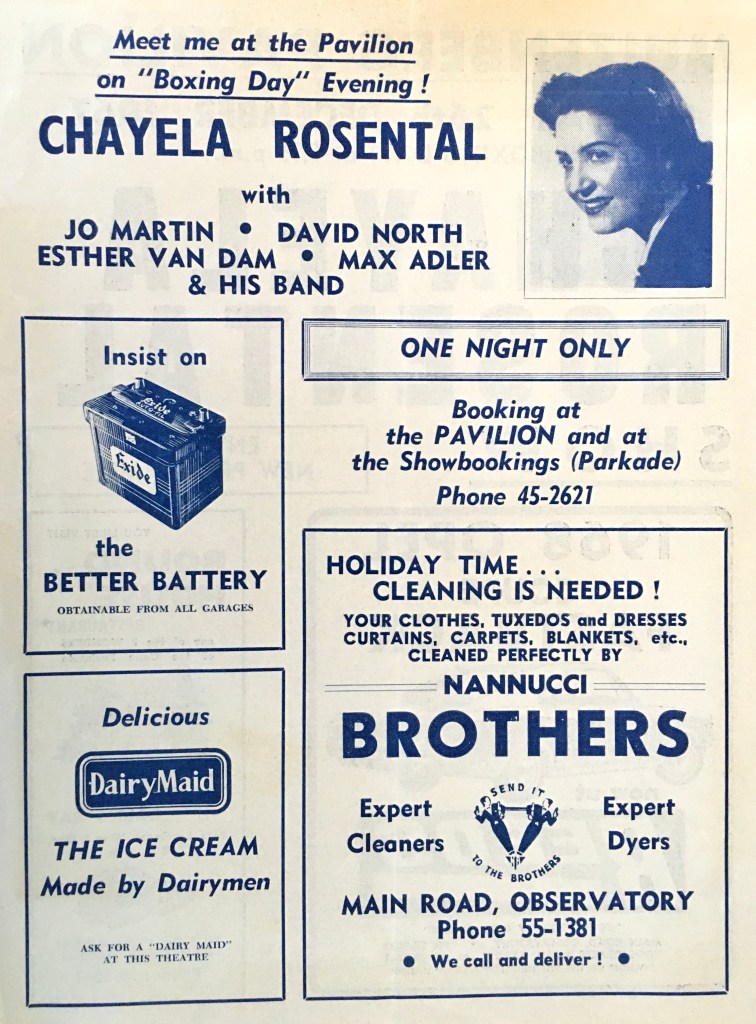 Meet me at the Pavilion
on "Boxing Day" Evening !
CHAYELA ROSENTAL
with
JO MARTIN • DAVID NORTH
ESTHER VAN DAM • MAX ADLER
& HIS BAND
Insist on
Exide
Exide
the
BETTER BATTERY
OBTAINABLE FROM ALL GARAGES
Delicious
DairyMaid
THE ICE CREAM
Made by Dairymen
ASK FOR A "DAIRY MAID"
AT THIS THEATRE
ONE NIGHT ONLY
Booking at
the PAVILION and at
the Showbookings (Parkade)
Phone 45-2621
HOLIDAY TIME . . .
CLEANING IS NEEDED !
YOUR CLOTHES, TUXEDOS and DRESSES
CURTAINS, CARPETS, BLANKETS, etc.,
CLEANED PERFECTLY BY
NANNUCCI
BROTHERS
Expert
Cleaners
SEND IT
TO THE BROTHERS
Expert
Dyers
MAIN ROAD, OBSERVATORY
Phone 55-1381
• We call and deliver ! •